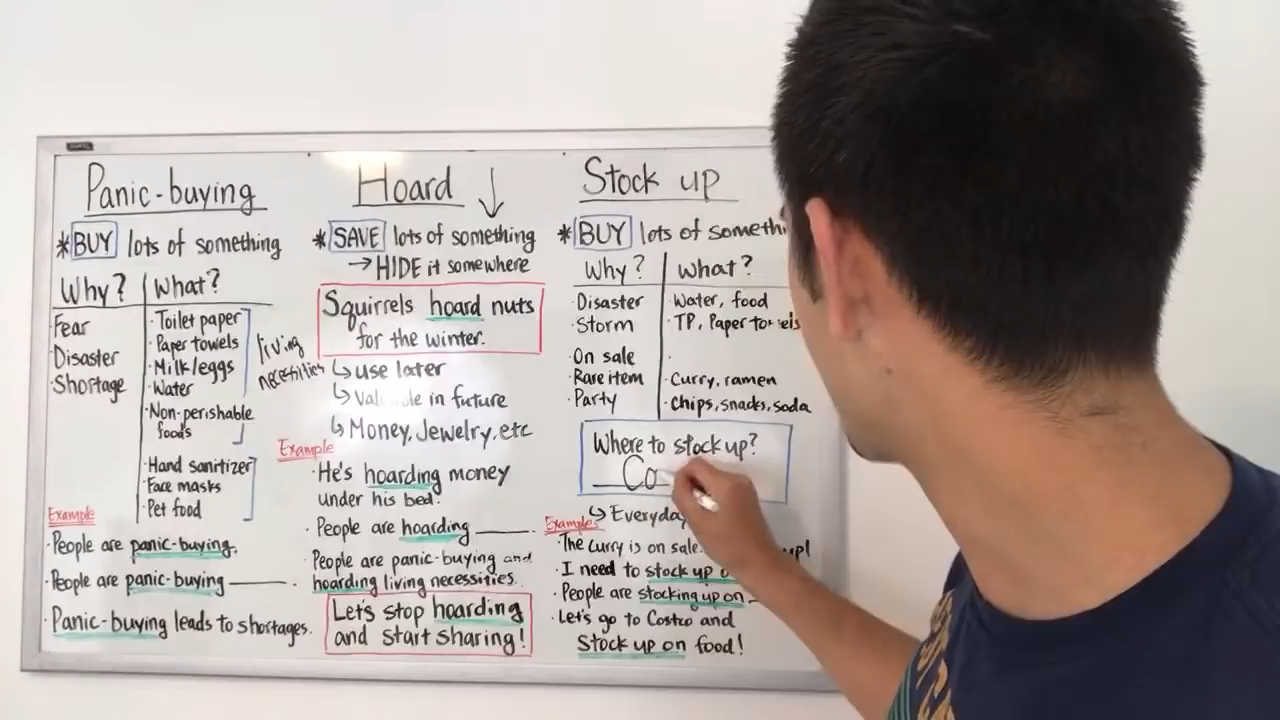 Panic-buying
*BUY lots of something
Why?
What?
Fear
Disaster
Shortage
·Toilet paper
·Paper towels
·Milk/eggs
·Water
·Non-perishable
foods
·Hand sanitizer
·Face masks
·Pet food
living
necessities
Example
·People are panic-buying.
·People are panic-buying ______.
·Panic-buying leads to shortages.
Hoard ↓
*SAVE lots of something
→ HIDE it somewhere
Squirrels hoard nuts
for the winter.
↳ use later
↳ in future
↳ Money, Jewelry, etc
Example
·He's hoarding money
under his bed.
·People are hoarding ______.
·People are panic-buying and
hoarding living necessities.
Let's stop hoarding
and start sharing!
Stock up
*BUY lots of somethi
Why?
What?
·Disaster
·Storm
·On sale
·Rare item
·Party
·Water, food
·TP, Paper towels
·
·Curry, ramen
·Chips, snacks, soda
Where to stock up?
Co
↳ Everyday
Examples
·The curry is on sale. up!
·I need to stock up
·People are stocking up on
·Let's go to Costco and
Stock up on food!